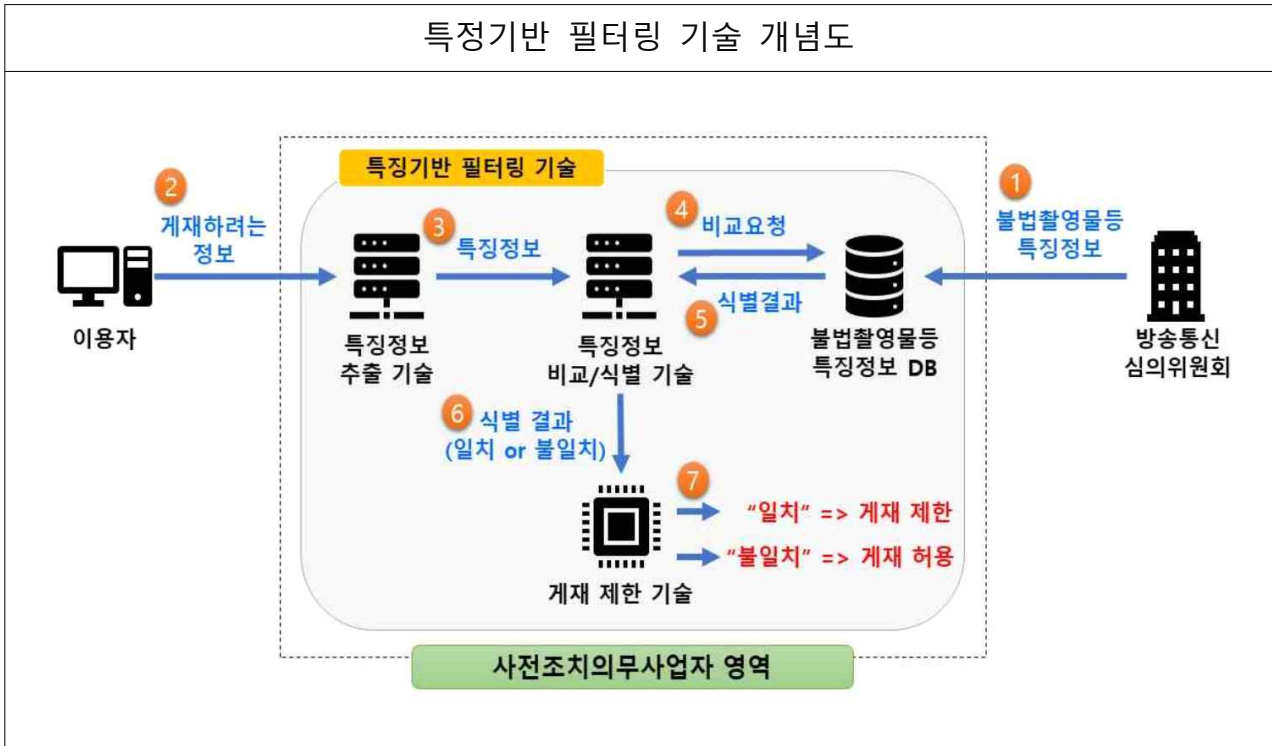 특정기반 필터링 기술 개념도
특징기반 필터링 기술
1
불법촬영물등
특징정보
2
게재하려는
정보
3
특징정보
4
비교요청
식별결과
5
이용자
특징정보
추출 기술
특징정보
비교/식별 기술
불법촬영물등
특징정보 DB
방송통신
심의위원회
6
식별 결과
(일치 or 불일치)
7
“일치” => 게재 제한
“불일치” => 게재 허용
게재 제한 기술
사전조치의무사업자 영역